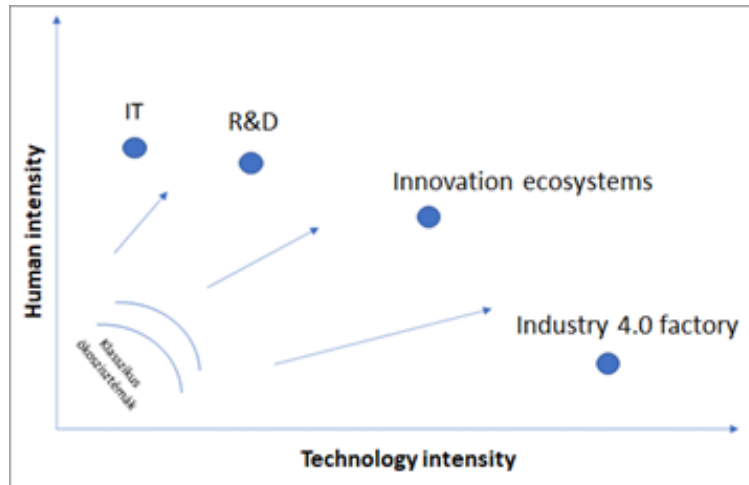 IT
R&D
Innovation ecosystems
Human intensity
Klasszikus
ökoszisztémák
Industry 4.0 factory
Technology intensity